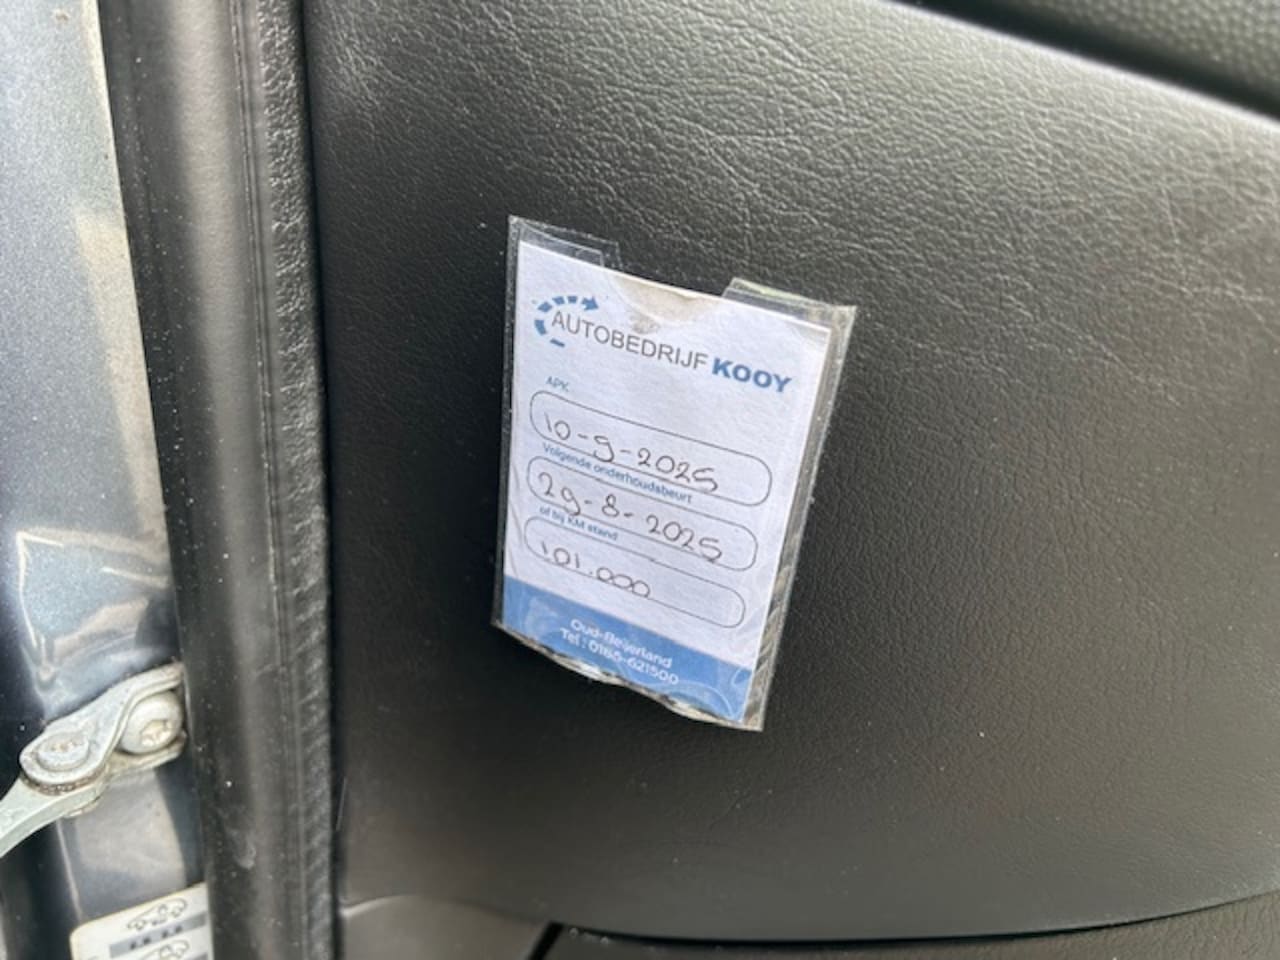 AUTOBEDRIJF KOOY
APK
10-9-2025
Volgende onderhoudsbeurt
29-8-2025
of bij KM stand
101.000
Oud-Beijerland
Tel : 0186-621500